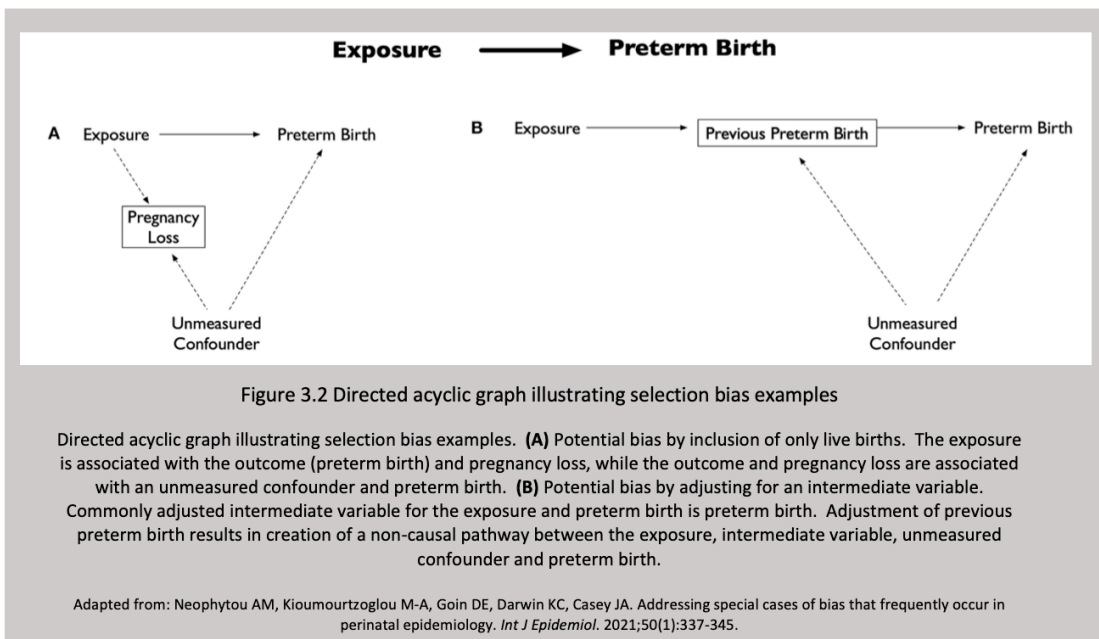 Exposure Preterm Birth
A Exposure Preterm Birth
Pregnancy
Loss
Unmeasured
Confounder
B Exposure Previous Preterm Birth Preterm Birth
Unmeasured
Confounder
Figure 3.2 Directed acyclic graph illustrating selection bias examples
Directed acyclic graph illustrating selection bias examples. (A) Potential bias by inclusion of only live births. The exposure
is associated with the outcome (preterm birth) and pregnancy loss, while the outcome and pregnancy loss are associated
with an unmeasured confounder and preterm birth. (B) Potential bias by adjusting for an intermediate variable.
Commonly adjusted intermediate variable for the exposure and preterm birth is preterm birth. Adjustment of previous
preterm birth results in creation of a non-causal pathway between the exposure, intermediate variable, unmeasured
confounder and preterm birth.
Adapted from: Neophytou AM, Kioumourtzoglou M-A, Goin DE, Darwin KC, Casey JA. Addressing special cases of bias that frequently occur in
perinatal epidemiology. Int J Epidemiol. 2021;50(1):337-345.